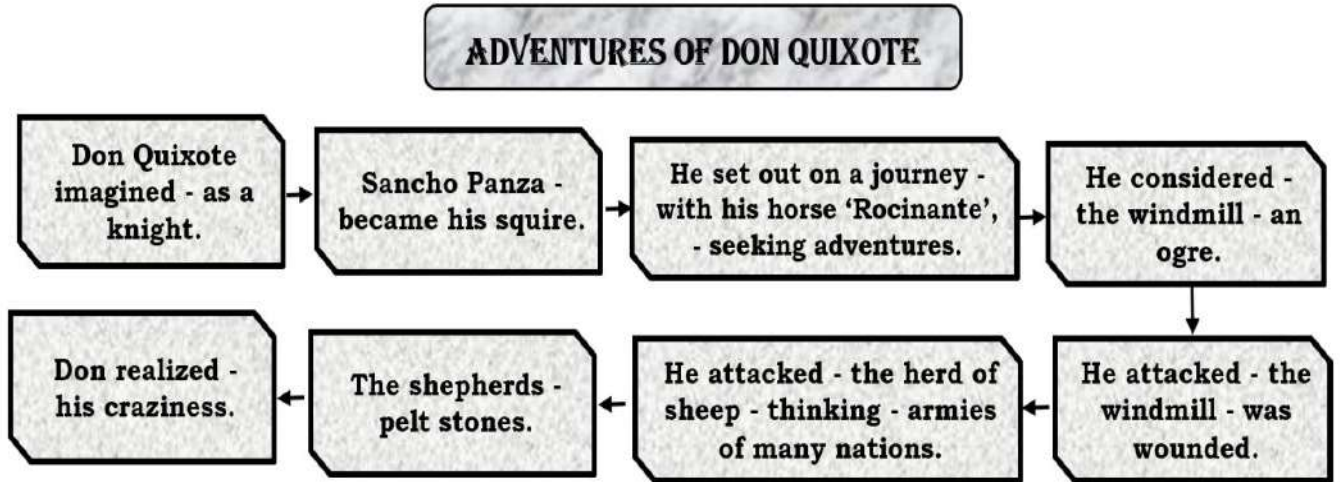 ADVENTURES OF DON QUIXOTE
Don Quixote
imagined - as a
knight.
Sancho Panza -
became his squire.
He set out on a journey -
with his horse ‘Rocinante’,
- seeking adventures.
He considered -
the windmill - an
ogre.
He attacked - the
windmill - was
wounded.
He attacked - the herd of
sheep - thinking - armies
of many nations.
The shepherds -
pelt stones.
Don realized -
his craziness.